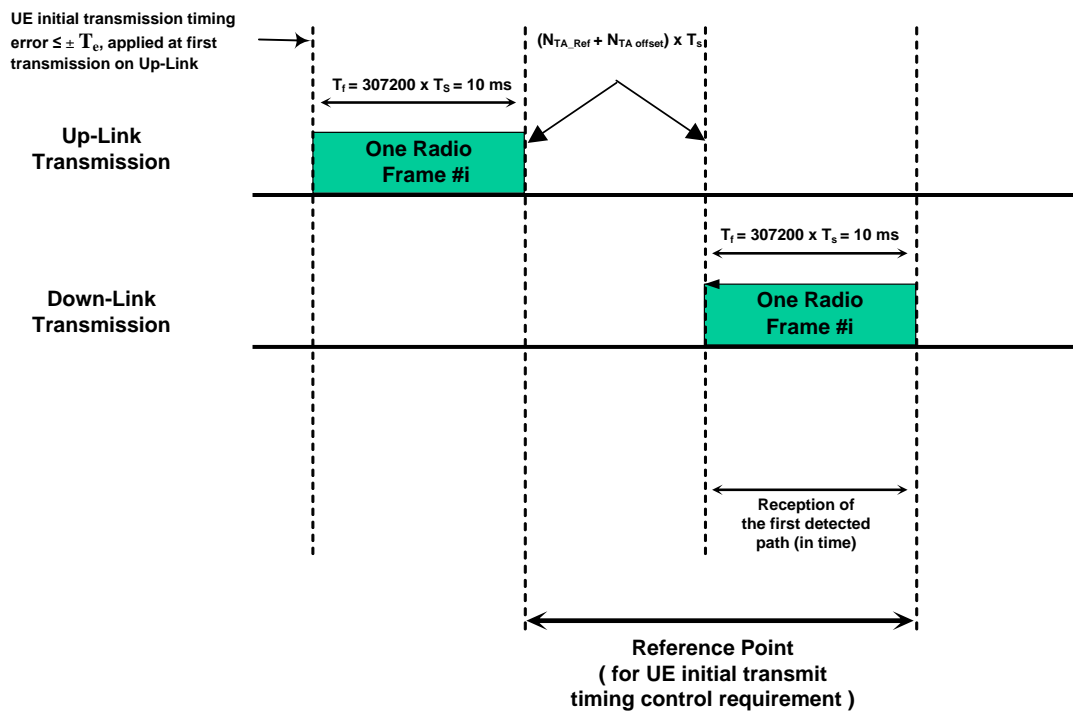 UE initial transmission timing
error ≤ ± Te, applied at first
transmission on Up-Link
(NTA_Ref + NTA offset) x Ts
Tf = 307200 x TS = 10 ms
Up-Link
Transmission
One Radio
Frame #i
Tf = 307200 x Ts = 10 ms
Down-Link
Transmission
One Radio
Frame #i
Reception of
the first detected
path (in time)
Reference Point
( for UE initial transmit
timing control requirement )